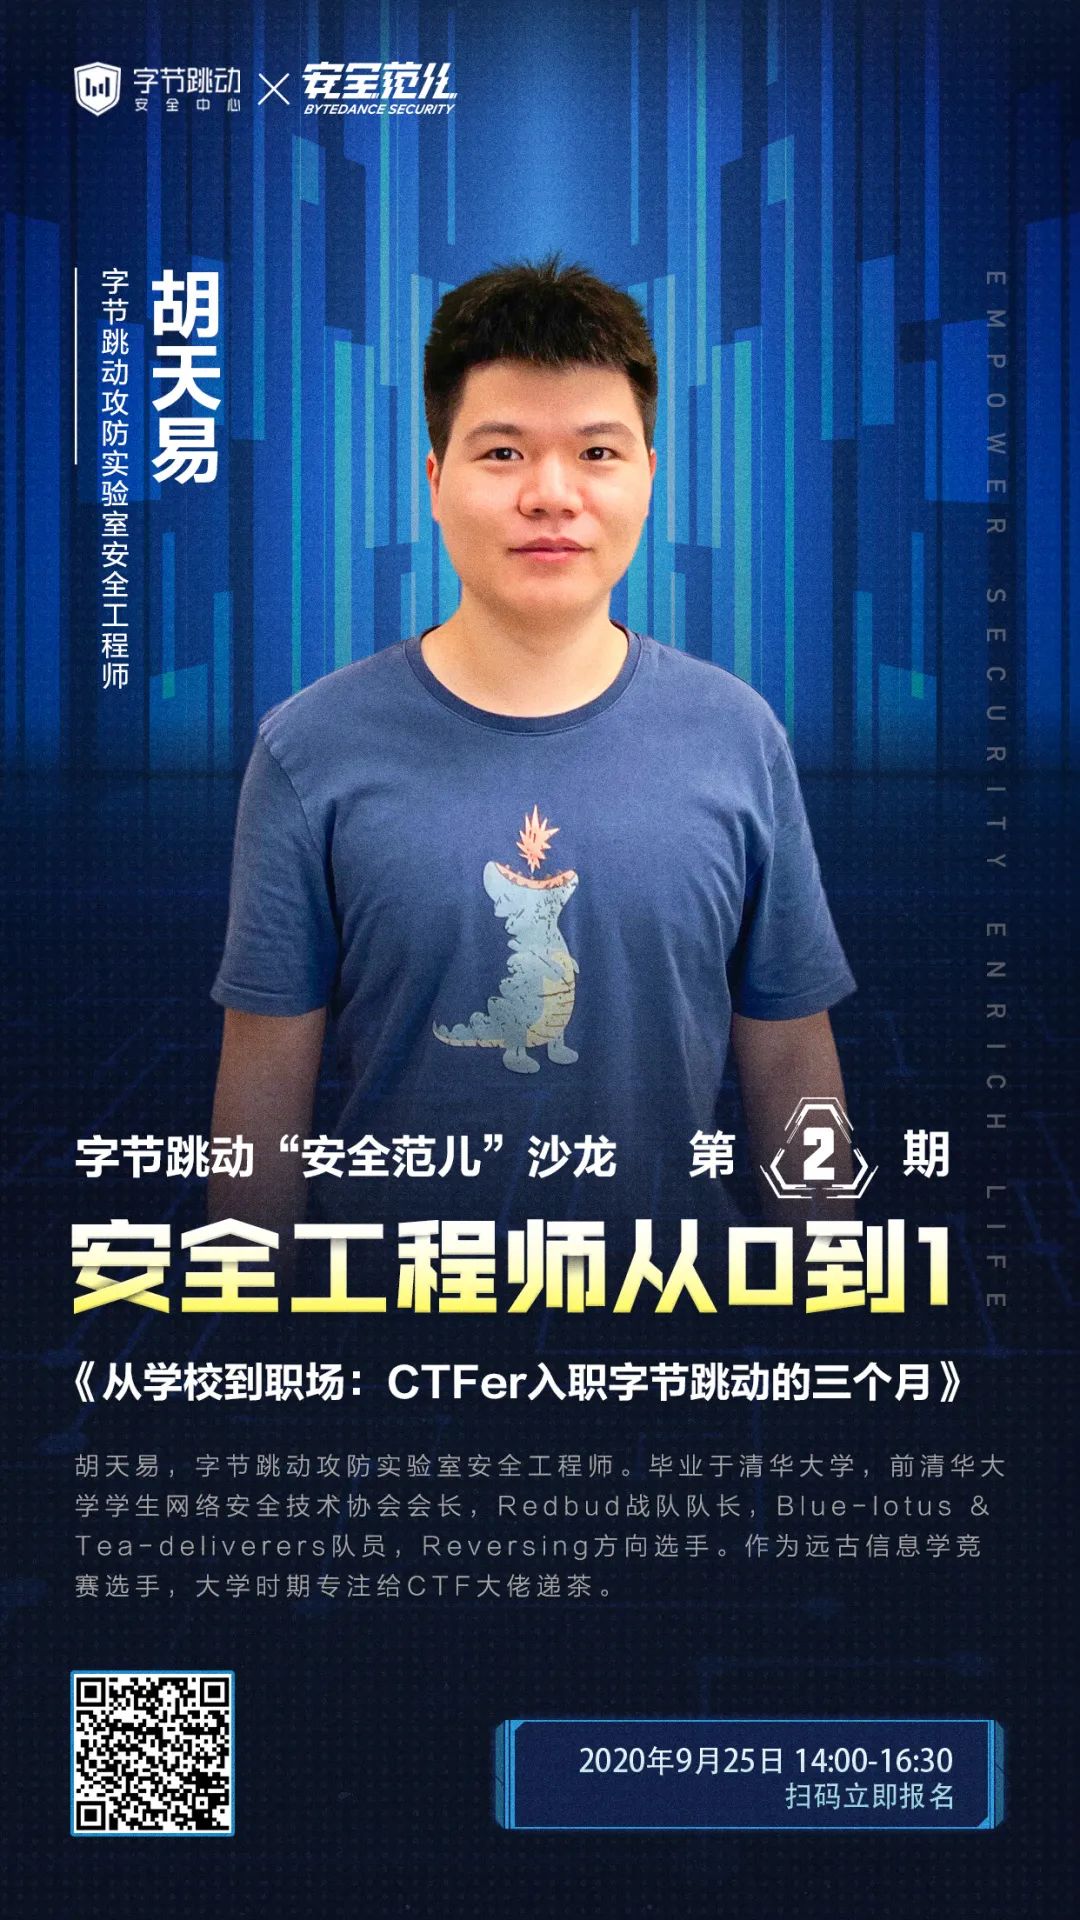 字节跳动
安全中心
安全范儿
BYTEDANCE SECURITY
胡天易
字节跳动攻防实验室安全工程师
EMPOWER SECURITY ENRICH LIFE
字节跳动“安全范儿”沙龙 第2期
安全工程师从0到1
《从学校到职场：CTFer入职字节跳动的三个月》
胡天易，字节跳动攻防实验室安全工程师。毕业于清华大学，前清华大
学学生网络安全技术协会会长，Redbud战队队长，Blue-lotus &
Tea-deliverers队员，Reversing方向选手。作为远古信息学竞
赛选手，大学时期专注给CTF大佬递茶。
2020年9月25日 14:00-16:30
扫码立即报名